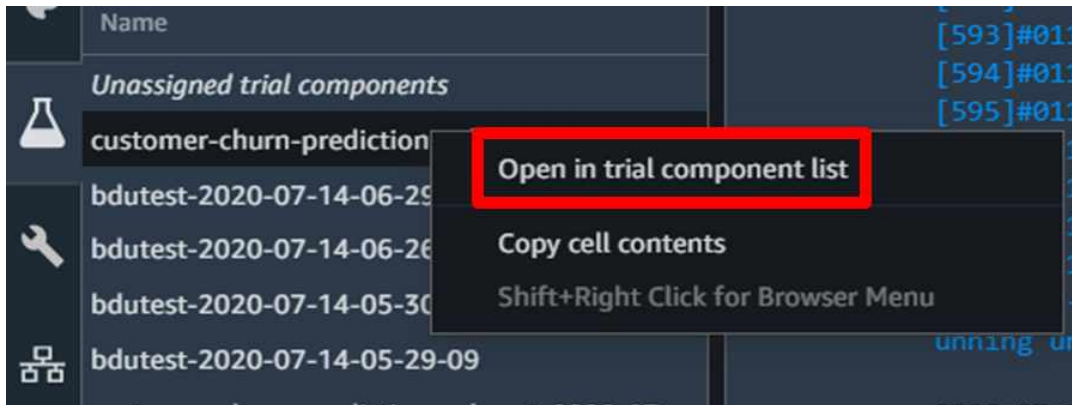 Name
Unassigned trial components
customer-churn-prediction
bdutest-2020-07-14-06-29
bdutest-2020-07-14-06-26
bdutest-2020-07-14-05-30
bdutest-2020-07-14-05-29-09
Open in trial component list
Copy cell contents
Shift+Right Click for Browser Menu
[593]#011
[594]#011
[595]#011
unning un